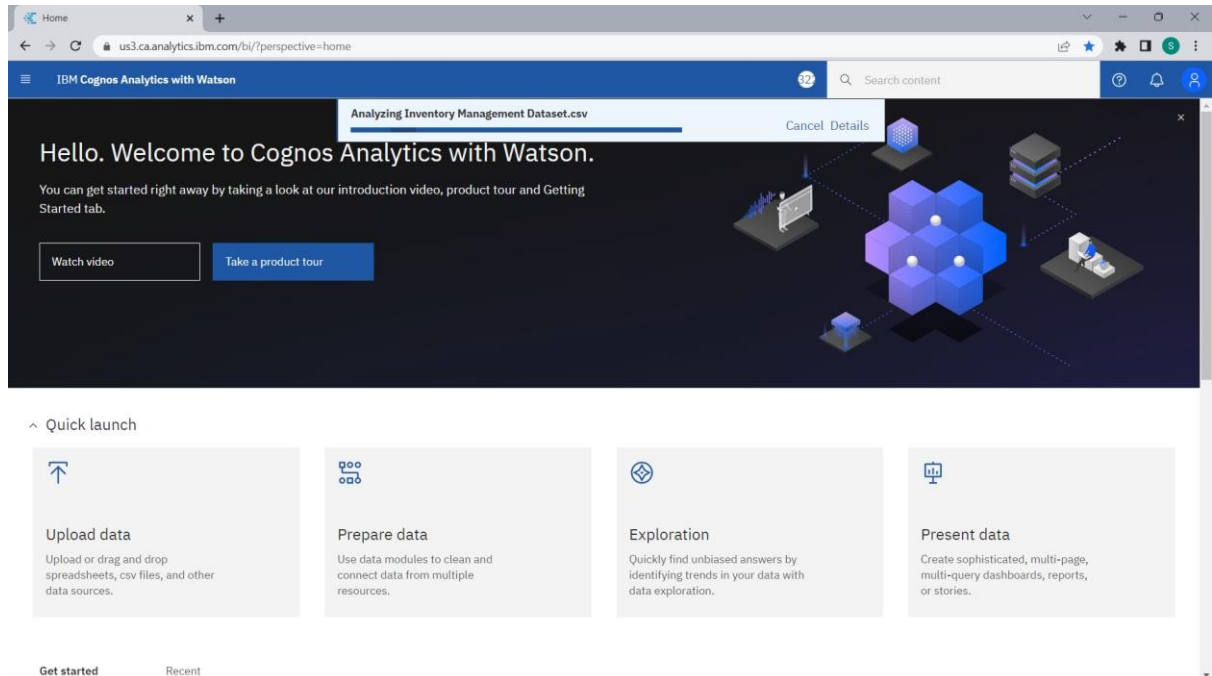 Home
us3.ca.analytics.ibm.com/bi/?perspective=home
S
IBM Cognos Analytics with Watson
32
Search content
Analyzing Inventory Management Dataset.csv
Cancel Details
Hello. Welcome to Cognos Analytics with Watson.
You can get started right away by taking a look at our introduction video, product tour and Getting
Started tab.
Watch video
Take a product tour
Quick launch
Upload data
Upload or drag and drop
spreadsheets, csv files, and other
data sources.
Prepare data
Use data modules to clean and
connect data from multiple
resources.
Exploration
Quickly find unbiased answers by
identifying trends in your data with
data exploration.
Present data
Create sophisticated, multi-page,
multi-query dashboards, reports,
or stories.
Get started
Recent